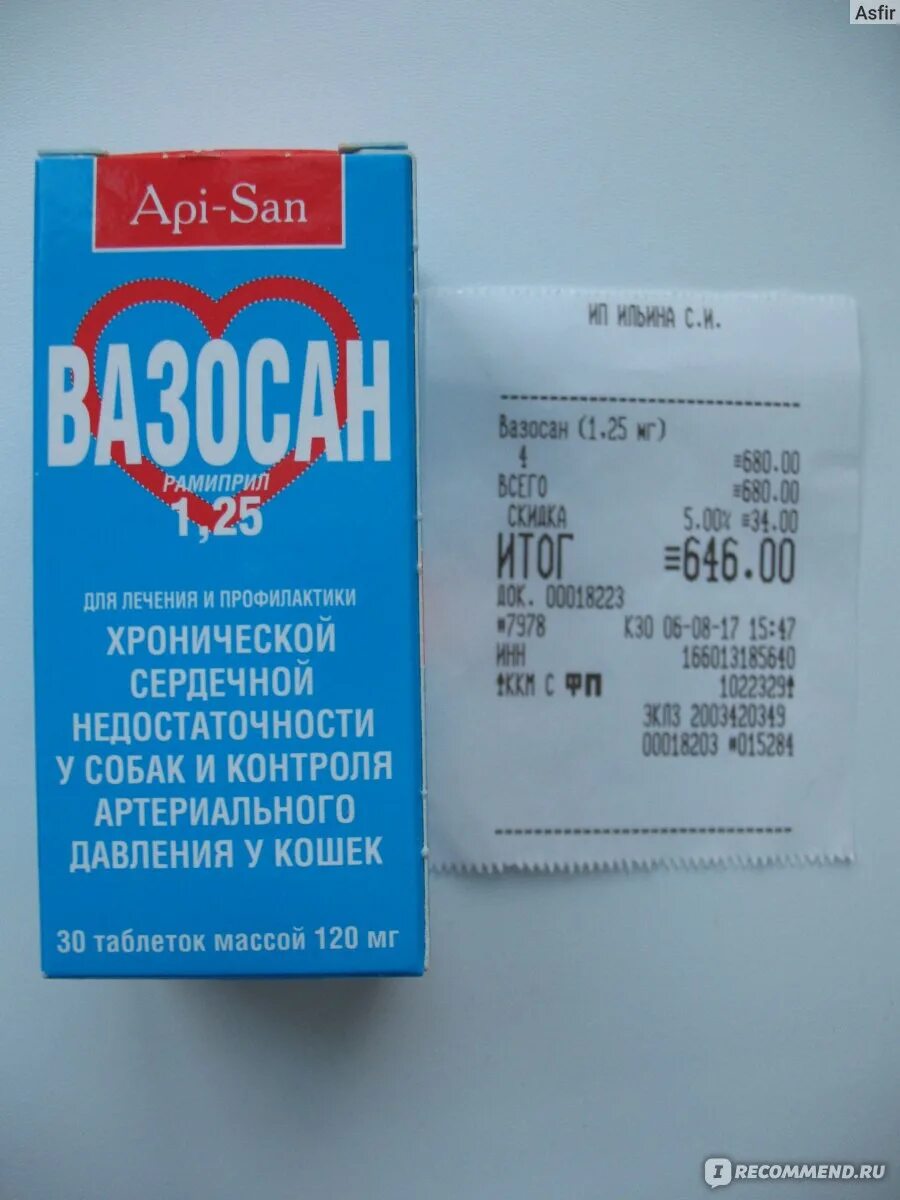 Asfir
Api-San
ВАЗОСАН
РАМИПРИЛ
1,25
ДЛЯ ЛЕЧЕНИЯ И ПРОФИЛАКТИКИ
ХРОНИЧЕСКОЙ
СЕРДЕЧНОЙ
НЕДОСТАТОЧНОСТИ
У СОБАК И КОНТРОЛЯ
АРТЕРИАЛЬНОГО
ДАВЛЕНИЯ У КОШЕК
30 таблеток массой 120 мг
ИП ИЛЬИНА С.И.
Вазосан (1.25 мг)
4 ≡680.00
ВСЕГО ≡680.00
СКИДКА 5.00% ≡34.00
ИТОГ ≡646.00
ДОК. 00018223
#7978 К30 06-08-17 15:47
ИНН 166013185640
ККМ С ФП 1022329
ЭКЛЗ 2003420349
00018203 #015284
IRECOMMEND.RU